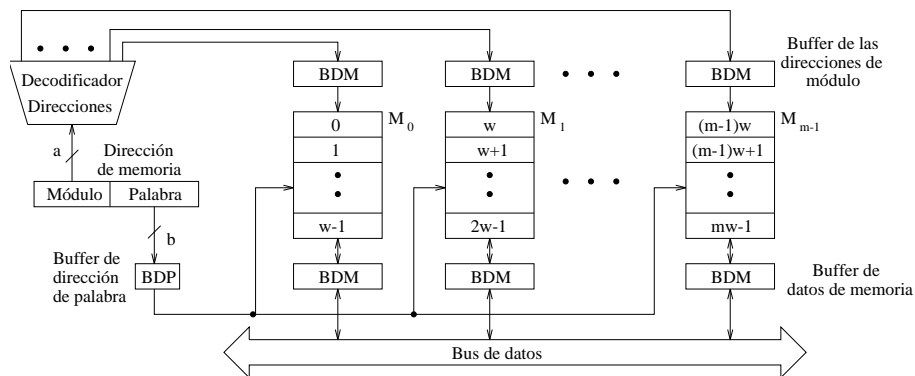 Decodificador
Direcciones
BDM
BDM
BDM
Buffer de las
direcciones de
módulo
0
1
w-1
M 0
w
w+1
2w-1
M 1
(m-1)w
(m-1)w+1
mw-1
M m-1
a
Dirección
de memoria
Módulo
Palabra
b
Buffer de
dirección
de palabra
BDP
BDM
BDM
BDM
Buffer de
datos de memoria
Bus de datos